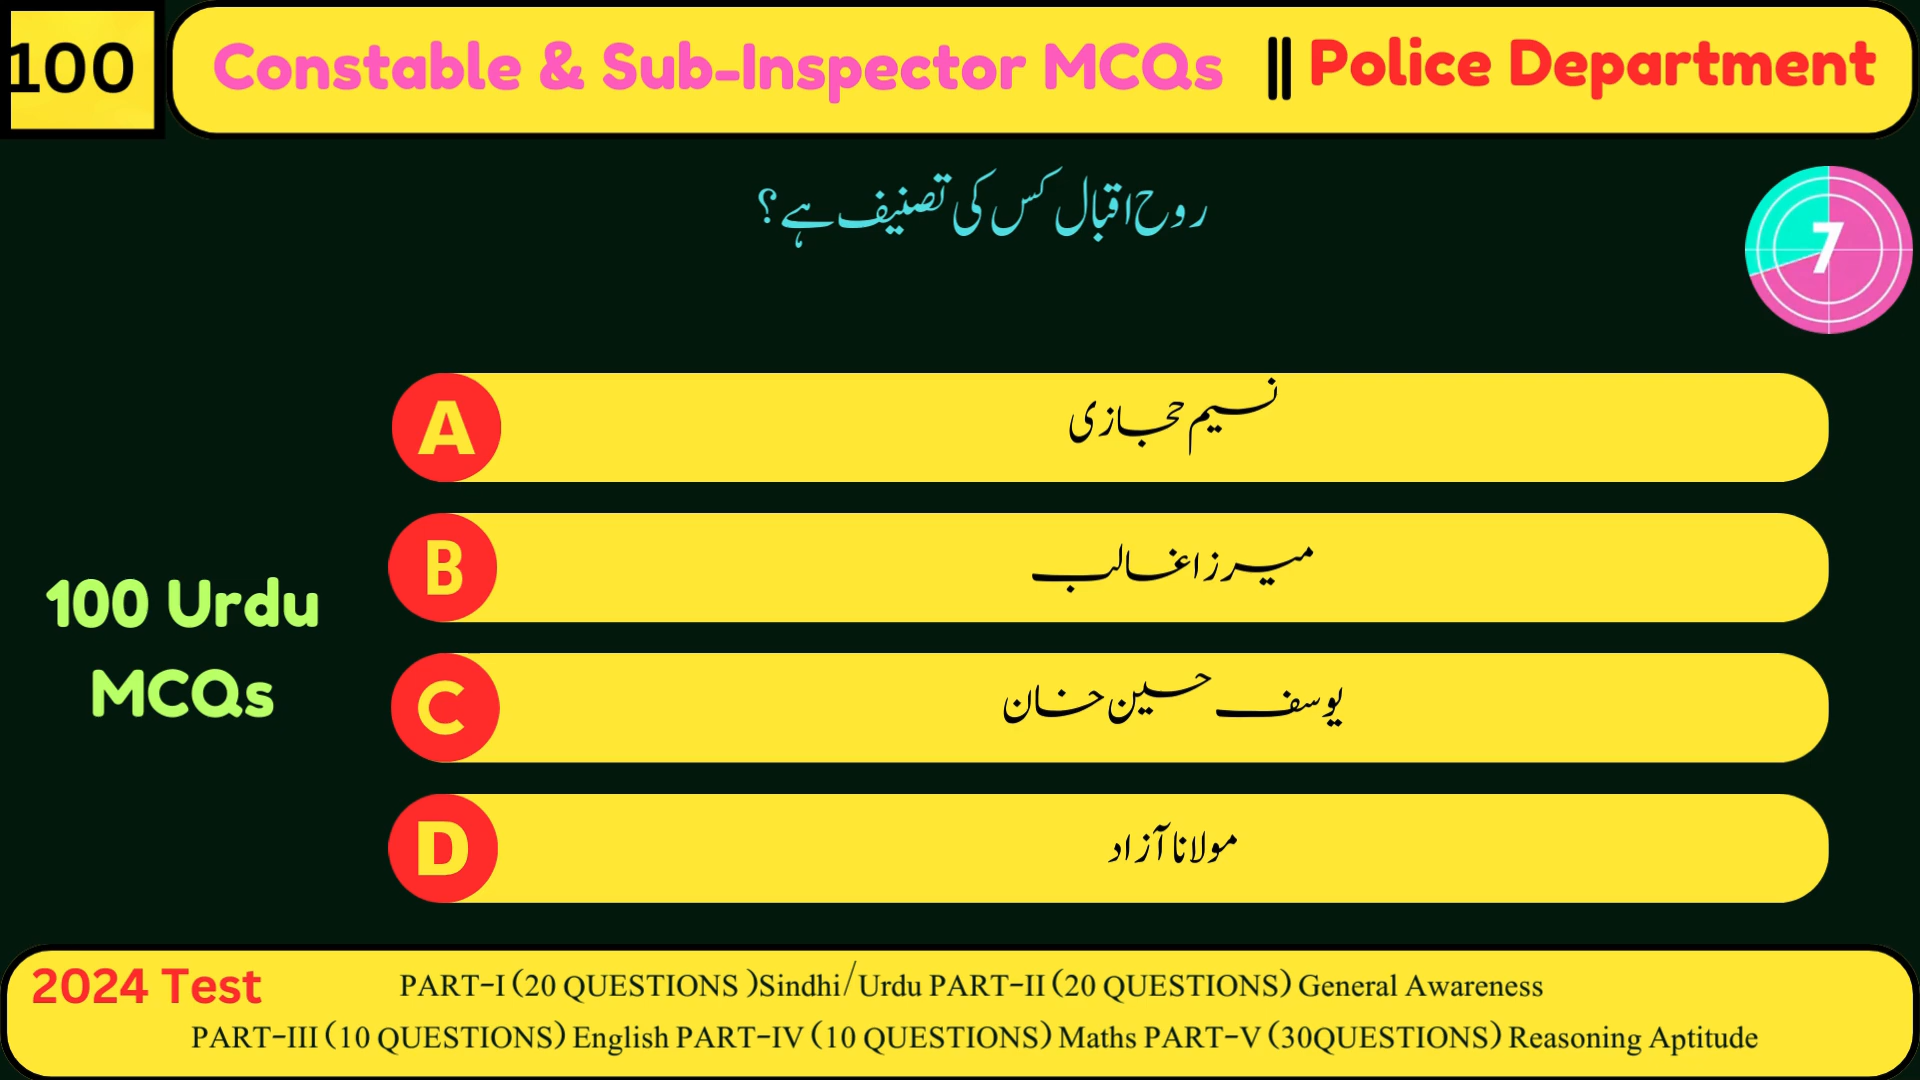 100
Constable & Sub-Inspector MCQs || Police Department
روح اقبال کس کی تصنیف ہے؟
7
A
نسیم حجازی
B
میرزا غالب
100 Urdu
MCQs
C
یوسف حسین خان
D
مولانا آزاد
2024 Test
PART-I (20 QUESTIONS )Sindhi/Urdu PART-II (20 QUESTIONS) General Awareness
PART-III (10 QUESTIONS) English PART-IV (10 QUESTIONS) Maths PART-V (30QUESTIONS) Reasoning Aptitude